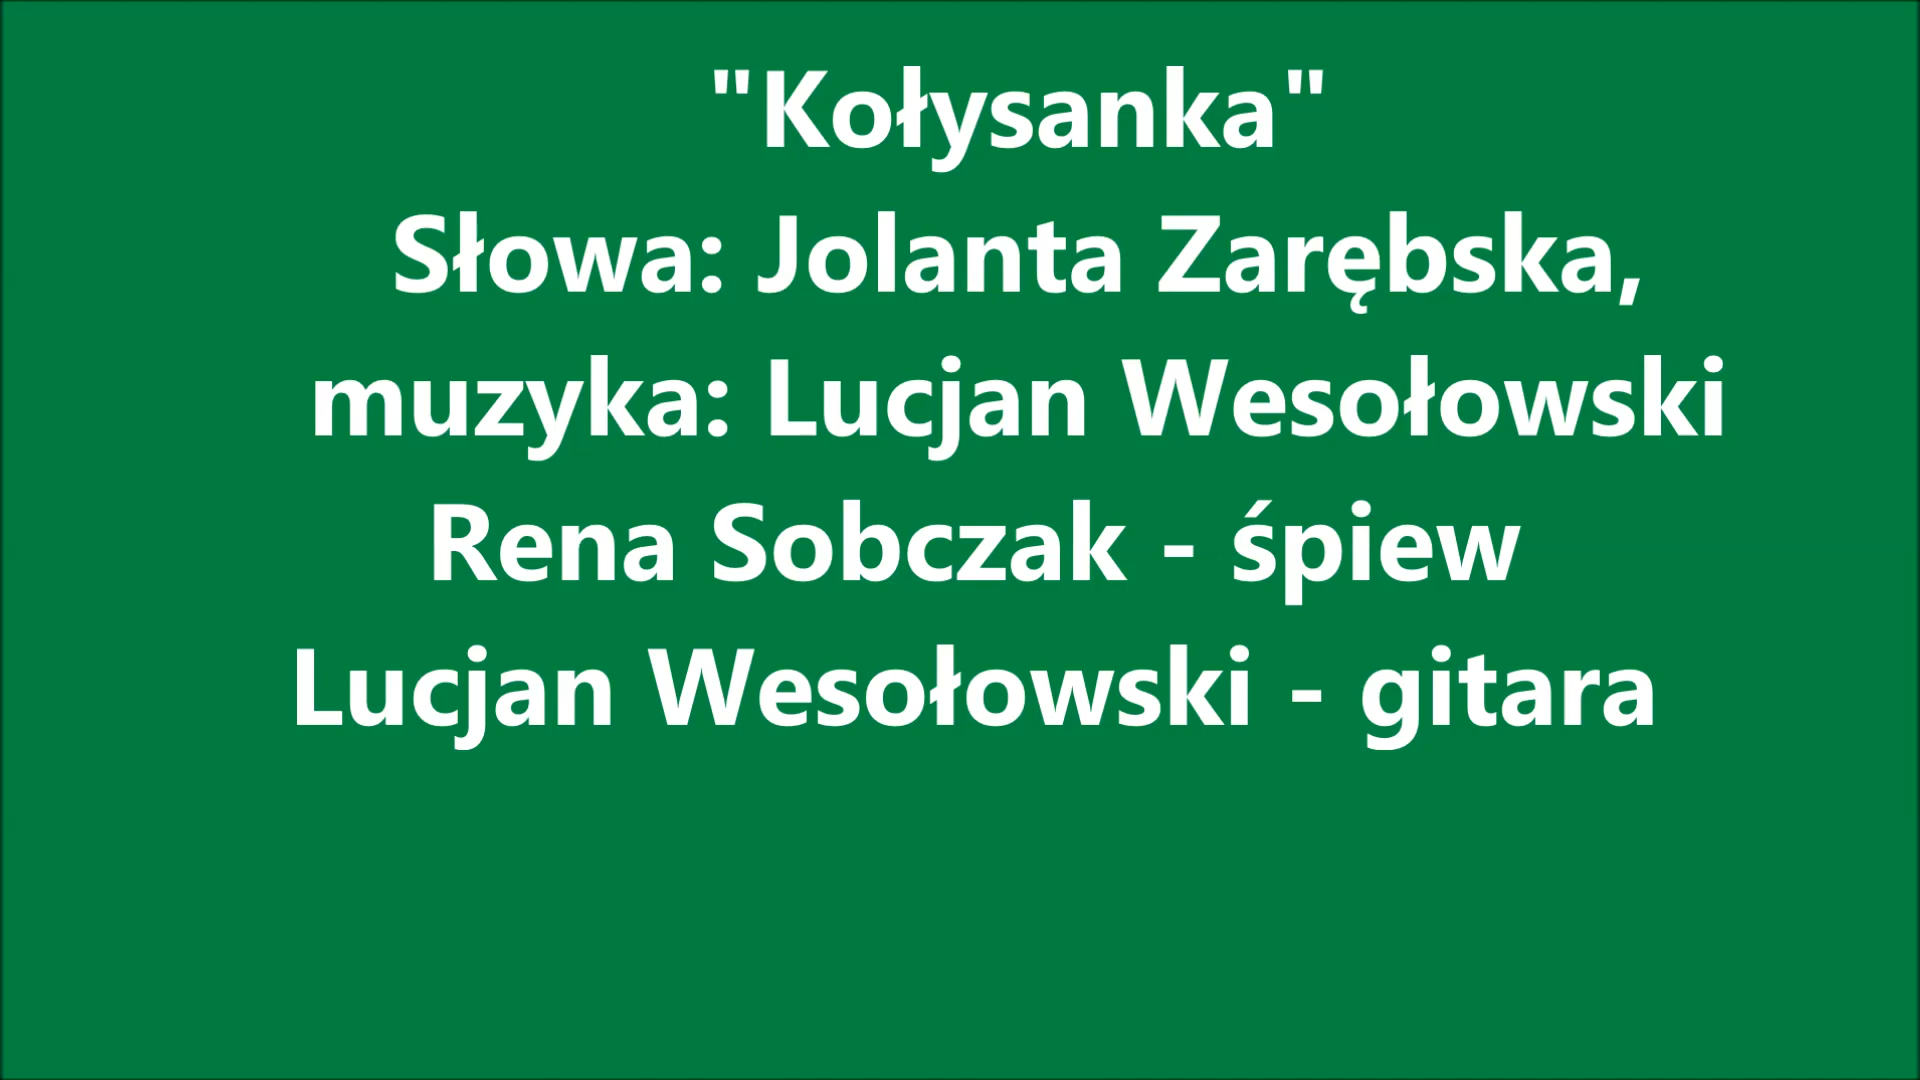 "Kołysanka"
Słowa: Jolanta Zarębska,
muzyka: Lucjan Wesołowski
Rena Sobczak - śpiew
Lucjan Wesołowski - gitara